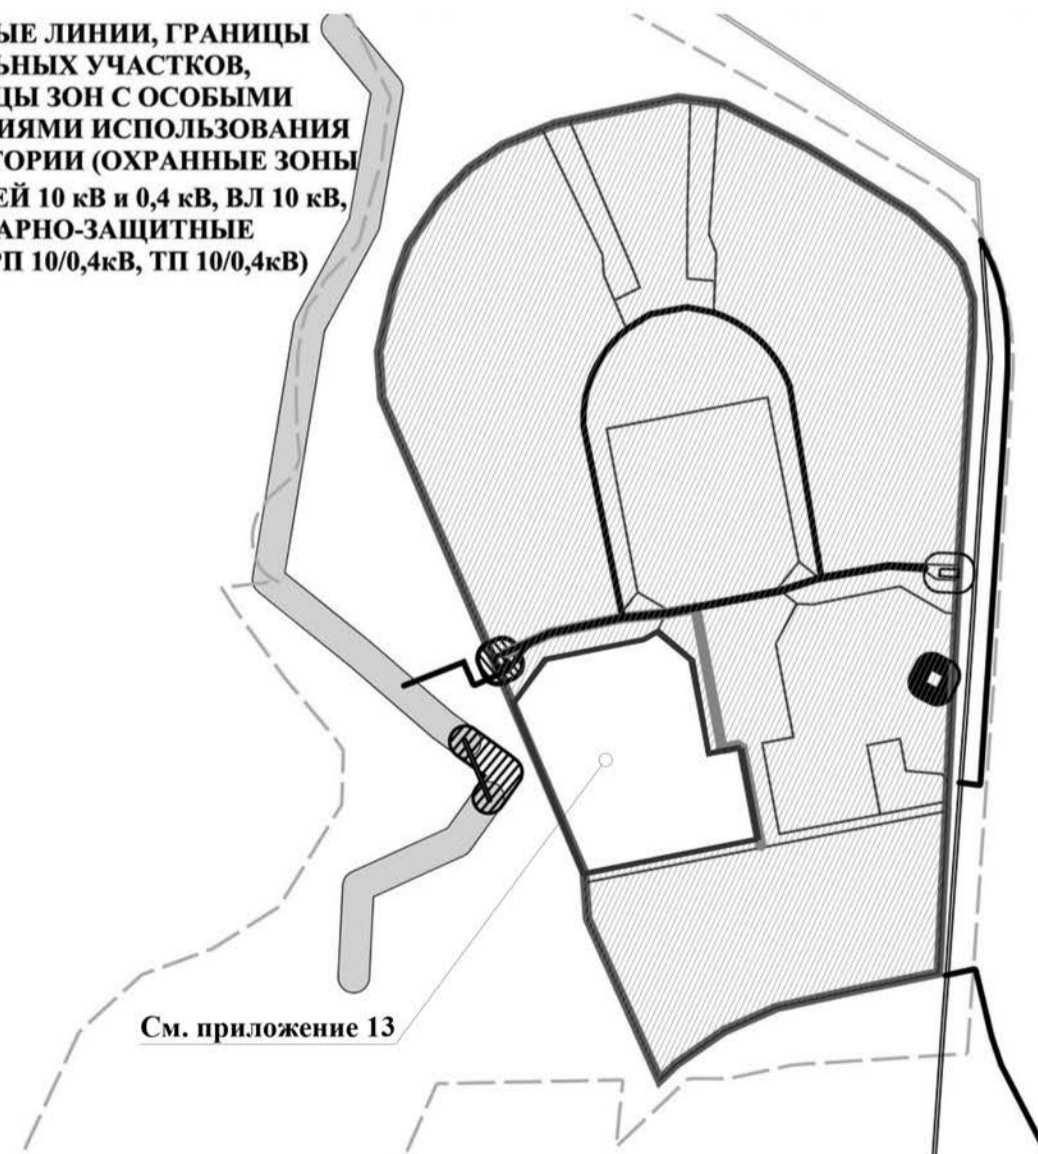 ЫЕ ЛИНИИ, ГРАНИЦЫ
ЬНЫХ УЧАСТКОВ,
ЦЫ ЗОН С ОСОБЫМИ
ИЯМИ ИСПОЛЬЗОВАНИЯ
ТОРИИ (ОХРАННЫЕ ЗОНЫ
ЕЙ 10 кВ и 0,4 кВ, ВЛ 10 кВ,
АРНО-ЗАЩИТНЫЕ
РП 10/0,4кВ, ТП 10/0,4кВ)
См. приложение 13